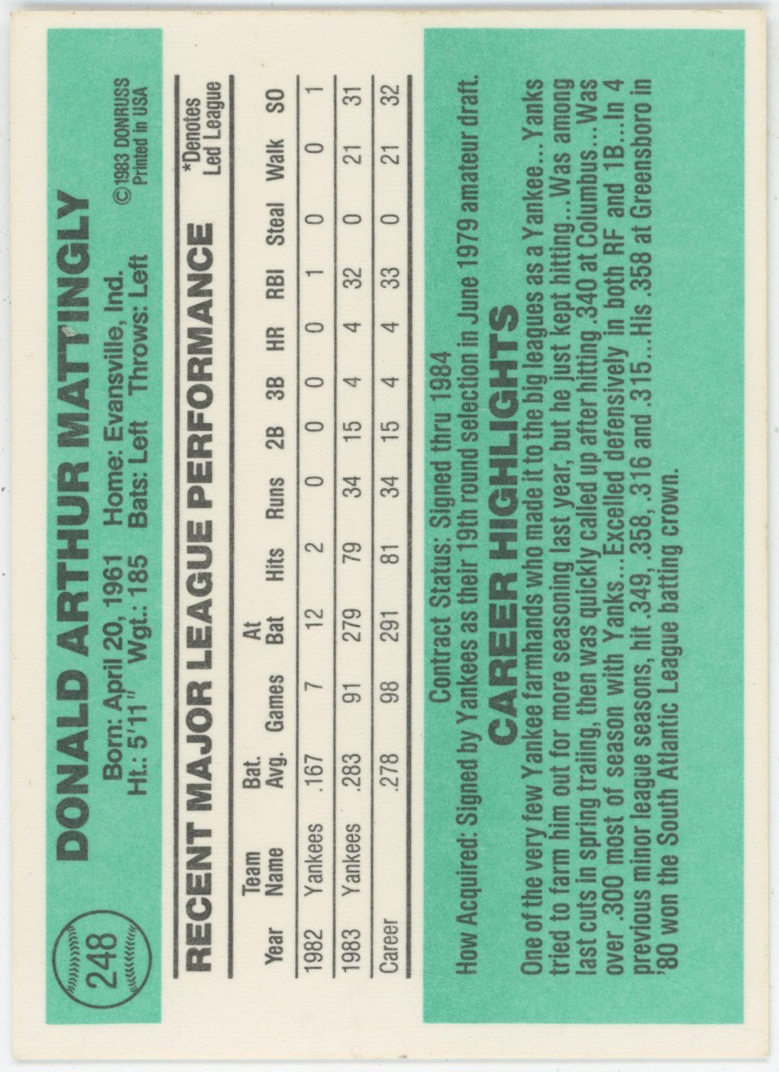 248
DONALD ARTHUR MATTINGLY
Born: April 20, 1961 Home: Evansville, Ind.
Ht.: 5'11" Wgt.: 185 Bats: Left Throws: Left
©1983 DONRUSS
Printed in USA
RECENT MAJOR LEAGUE PERFORMANCE
*Denotes
Led League
Year Team Name Bat. Avg. Games At Bat Hits Runs 2B 3B HR RBI Steal Walk SO
1982 Yankees .167 7 12 2 0 0 0 0 1 0 0 1
1983 Yankees .283 91 279 79 34 15 4 4 32 0 21 31
Career .278 98 291 81 34 15 4 4 33 0 21 32
Contract Status: Signed thru 1984
How Acquired: Signed by Yankees as their 19th round selection in June 1979 amateur draft.
CAREER HIGHLIGHTS
One of the very few Yankee farmhands who made it to the big leagues as a Yankee...Yanks
tried to farm him out for more seasoning last year, but he just kept hitting...Was among
last cuts in spring traiing, then was quickly called up after hitting .340 at Columbus...Was
over .300 most of season with Yanks...Excelled defensively in both RF and 1B...In 4
previous minor league seasons, hit .349, .358, .316 and .315...His .358 at Greensboro in
'80 won the South Atlantic League batting crown.